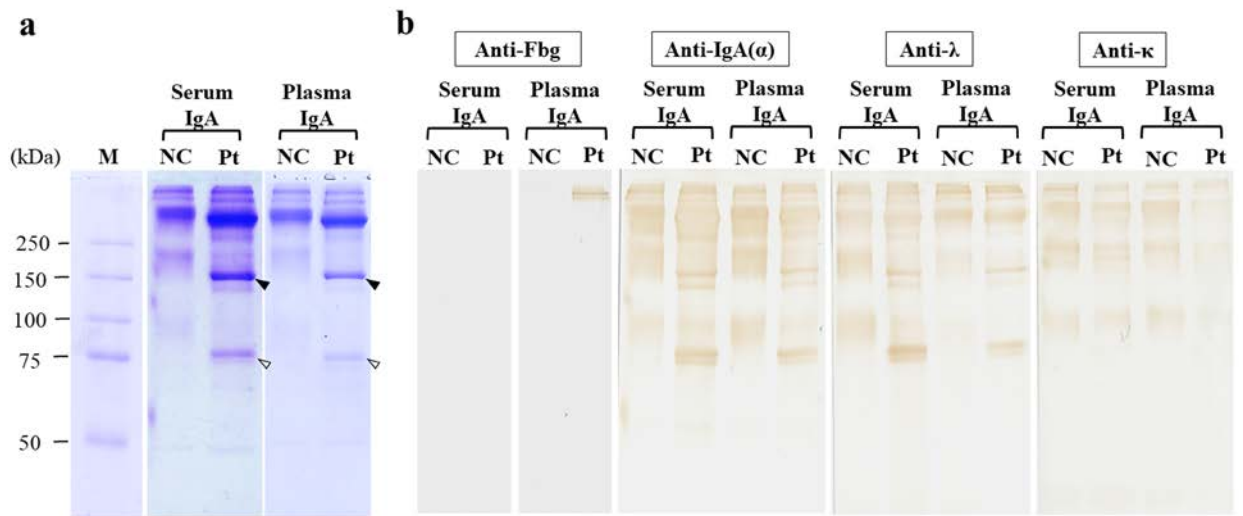 a
Serum Plasma
IgA IgA
(kDa) M NC Pt NC Pt
250
150
100
75
50
b
Anti-Fbg Anti-IgA(α) Anti-λ Anti-κ
Serum Plasma Serum Plasma Serum Plasma Serum Plasma
IgA IgA IgA IgA IgA IgA IgA IgA
NC Pt NC Pt NC Pt NC Pt NC Pt NC Pt NC Pt NC Pt